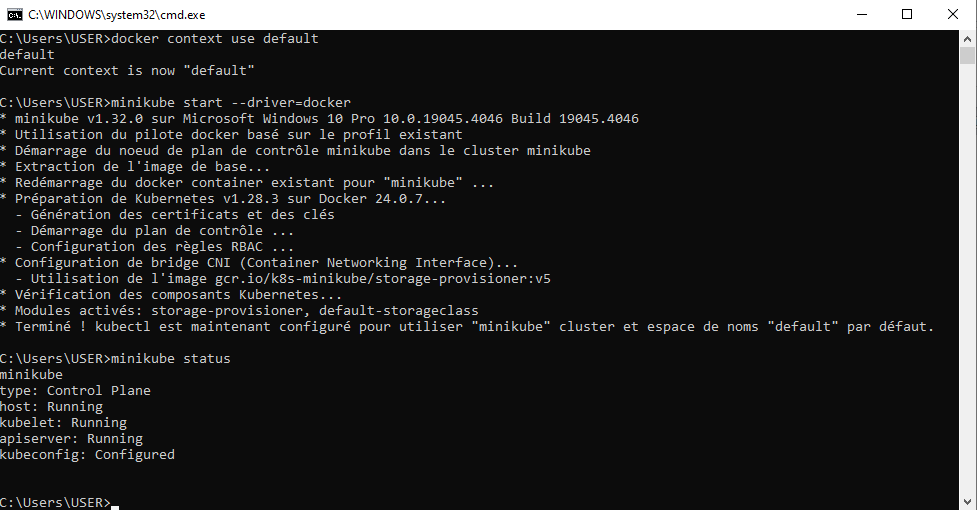 C:\WINDOWS\system32\cmd.exe
C:\Users\USER>docker context use default
default
Current context is now "default"
C:\Users\USER>minikube start --driver=docker
* minikube v1.32.0 sur Microsoft Windows 10 Pro 10.0.19045.4046 Build 19045.4046
* Utilisation du pilote docker basé sur le profil existant
* Démarrage du noeud de plan de contrôle minikube dans le cluster minikube
* Extraction de l'image de base...
* Redémarrage du docker container existant pour "minikube" ...
* Préparation de Kubernetes v1.28.3 sur Docker 24.0.7...
  - Génération des certificats et des clés
  - Démarrage du plan de contrôle ...
  - Configuration des règles RBAC ...
* Configuration de bridge CNI (Container Networking Interface)...
  - Utilisation de l'image gcr.io/k8s-minikube/storage-provisioner:v5
* Vérification des composants Kubernetes...
* Modules activés: storage-provisioner, default-storageclass
* Terminé ! kubectl est maintenant configuré pour utiliser "minikube" cluster et espace de noms "default" par défaut.
C:\Users\USER>minikube status
minikube
type: Control Plane
host: Running
kubelet: Running
apiserver: Running
kubeconfig: Configured
C:\Users\USER>